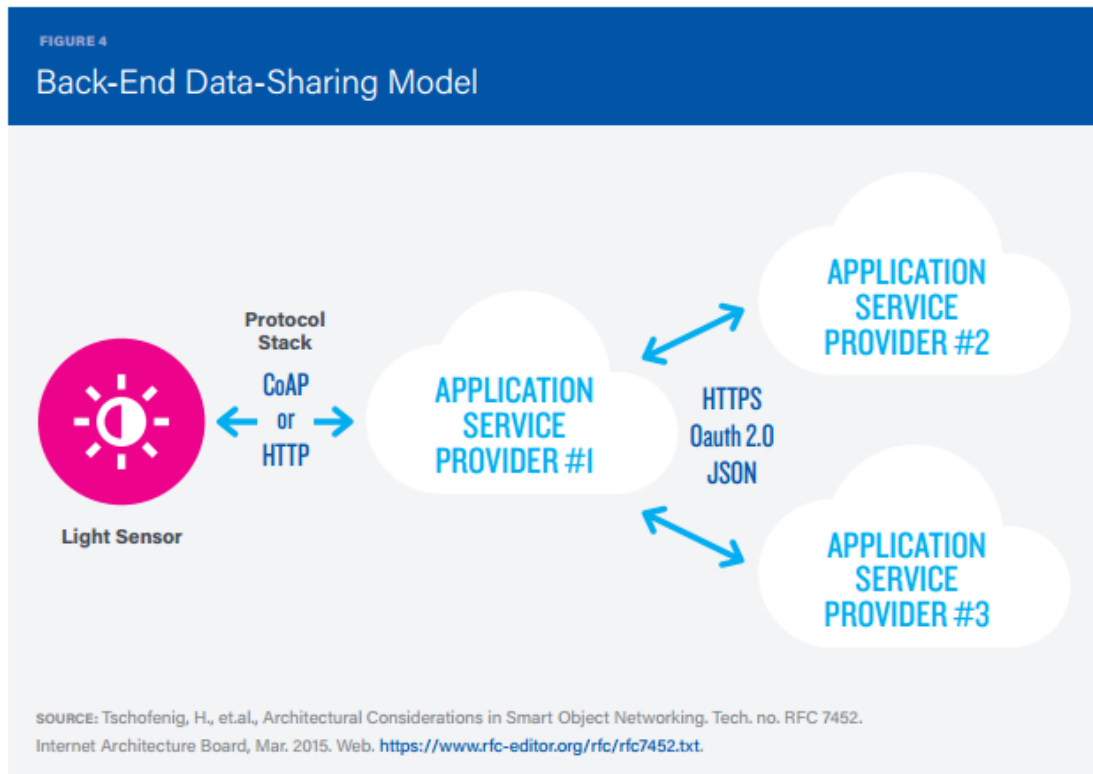 FIGURE 4
Back-End Data-Sharing Model
Protocol
Stack
CoAP
or
HTTP
Light Sensor
APPLICATION
SERVICE
PROVIDER #1
HTTPS
Oauth 2.0
JSON
APPLICATION
SERVICE
PROVIDER #2
APPLICATION
SERVICE
PROVIDER #3
SOURCE: Tschofenig, H., et.al., Architectural Considerations in Smart Object Networking. Tech. no. RFC 7452.
Internet Architecture Board, Mar. 2015. Web. https://www.rfc-editor.org/rfc/rfc7452.txt.